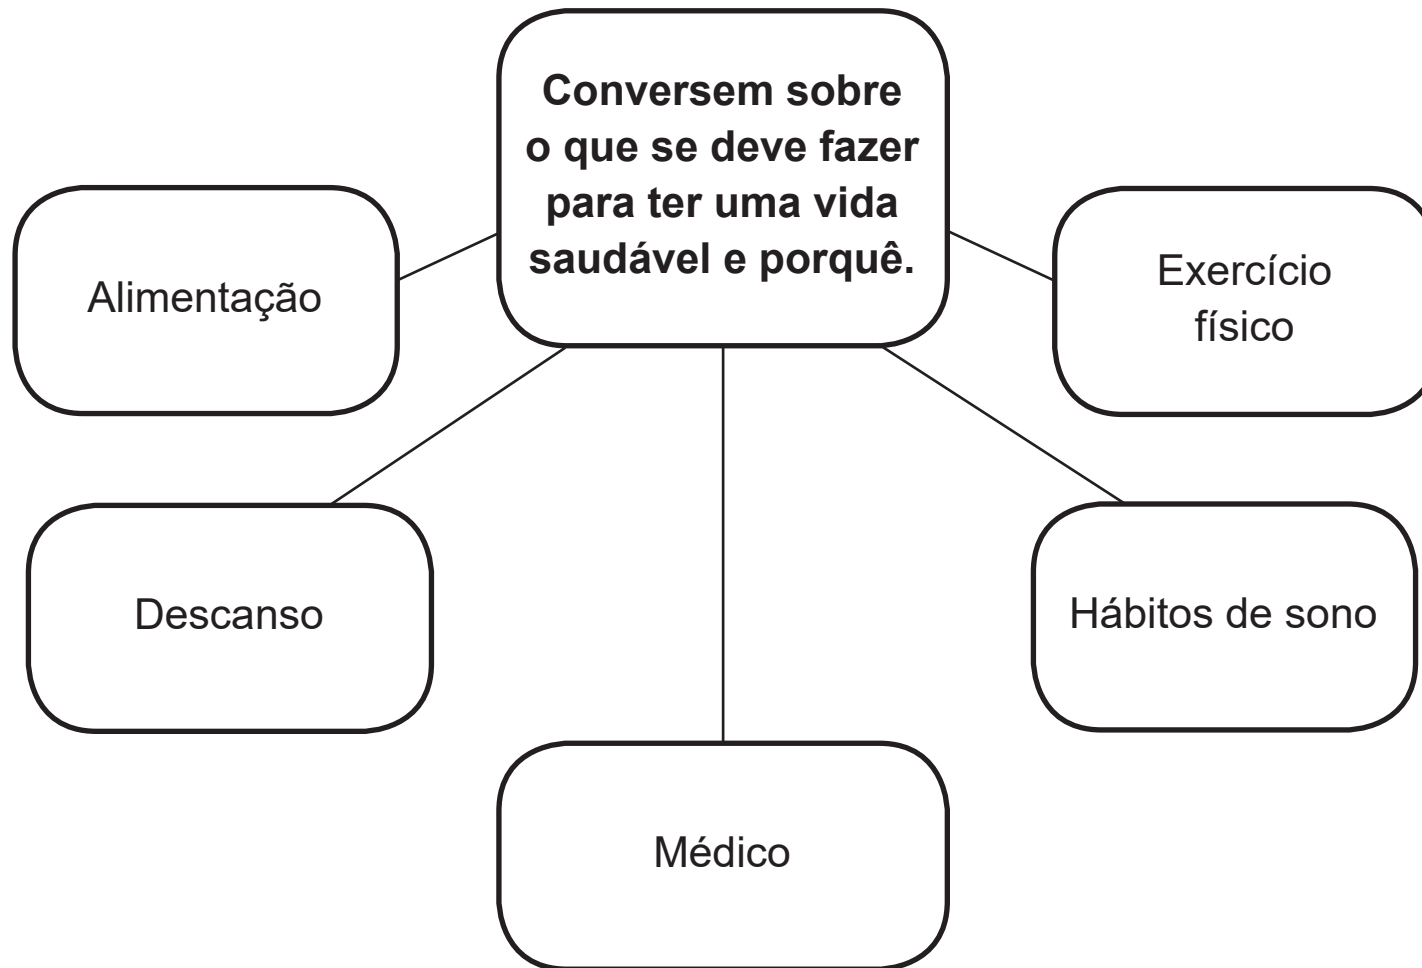 Conversem sobre
o que se deve fazer
para ter uma vida
saudável e porquê.
Alimentação
Exercício
físico
Descanso
Hábitos de sono
Médico